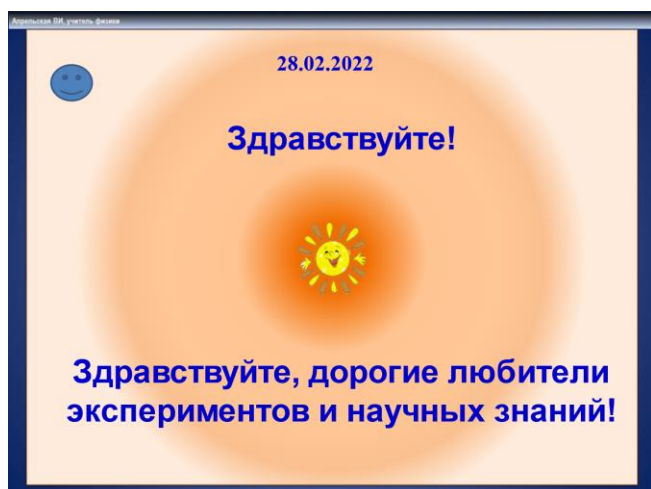 Апрельская ВИ, учитель физики
28.02.2022
Здравствуйте!
Здравствуйте, дорогие любители
экспериментов и научных знаний!